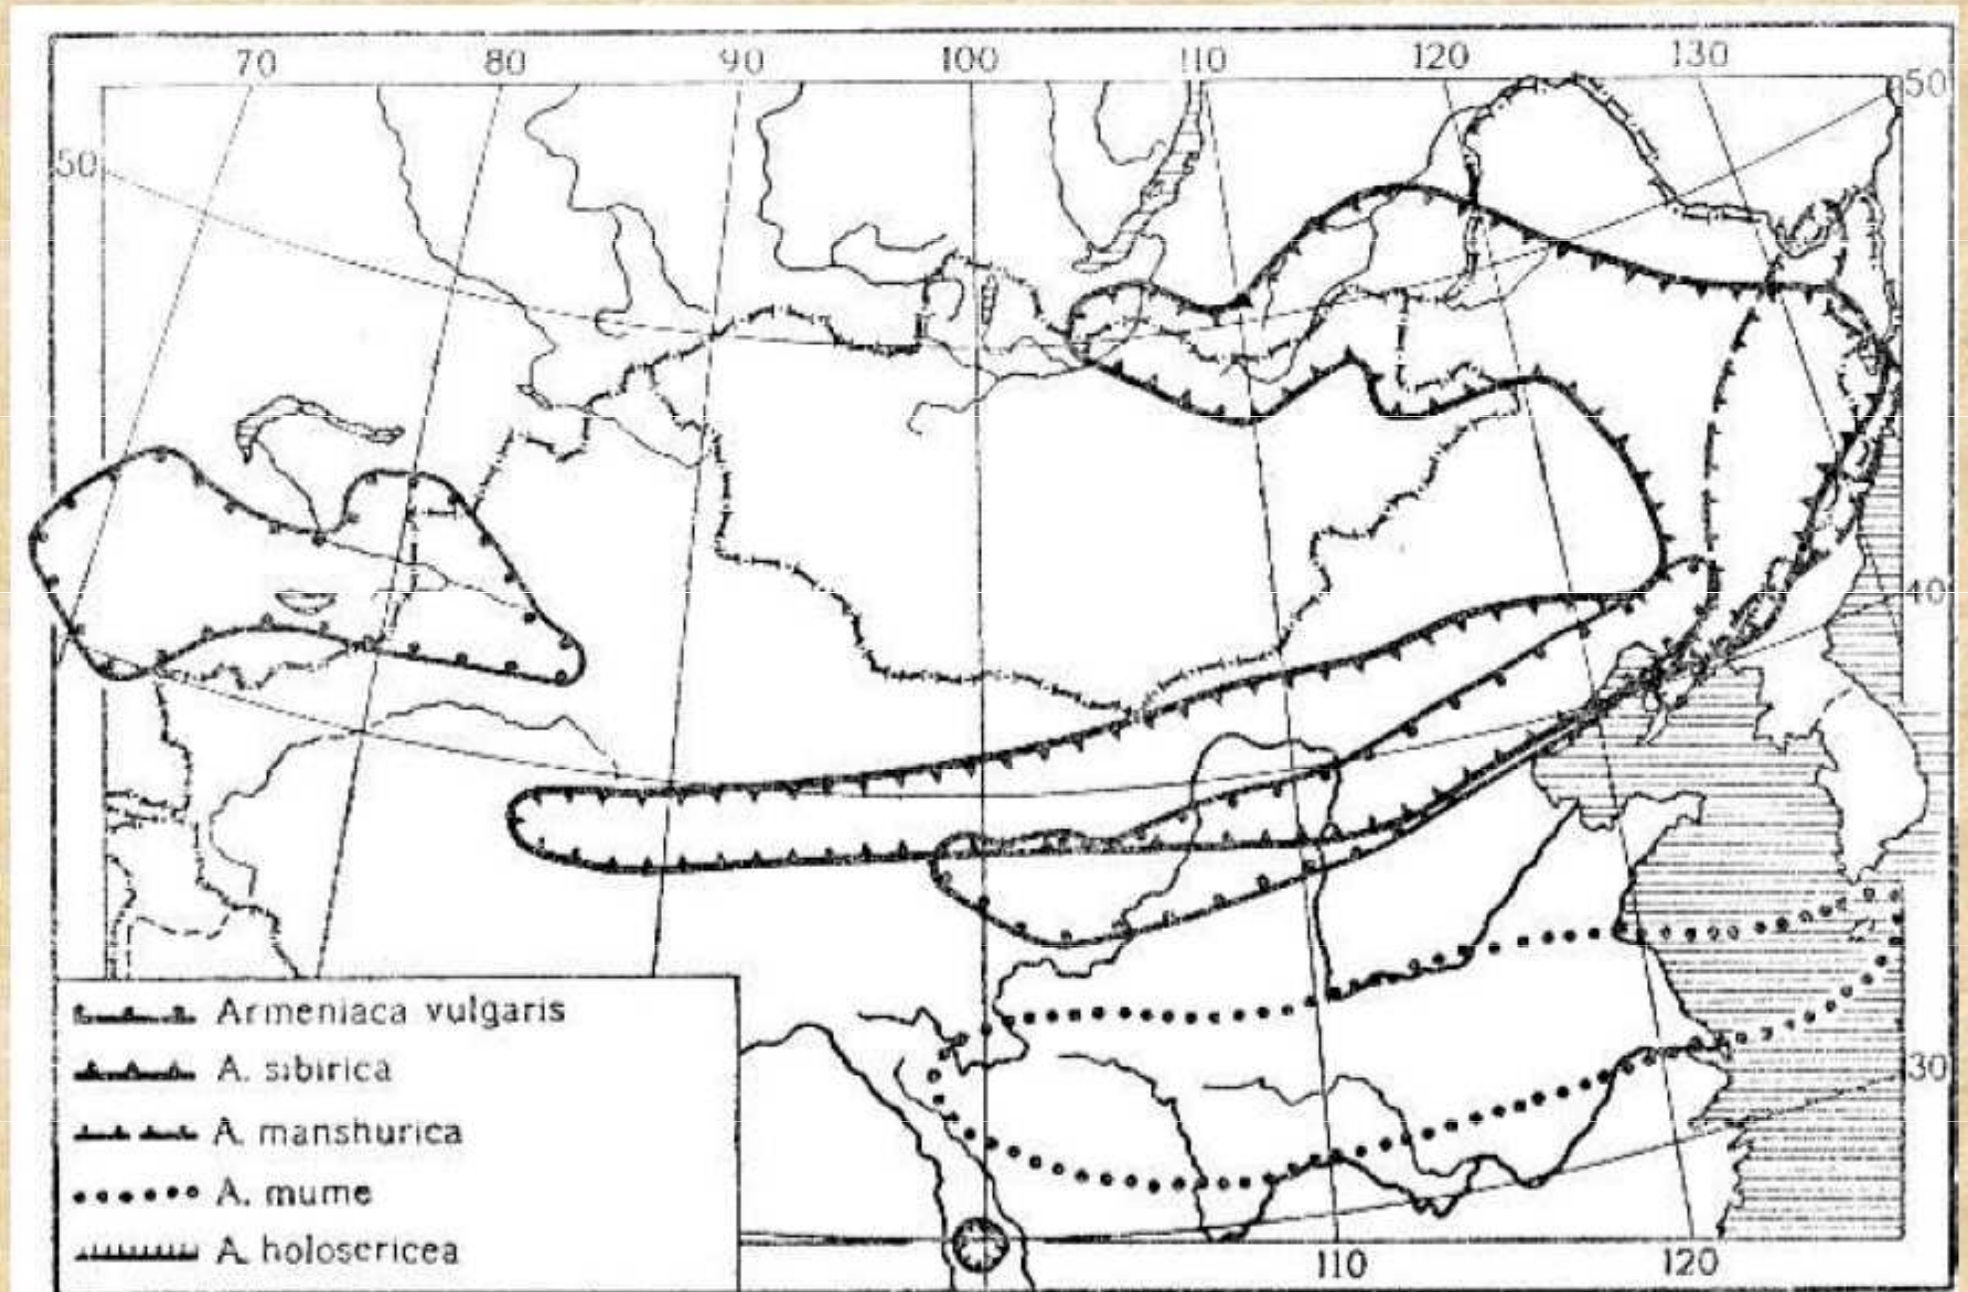 70 80 90 100 110 120 130
50
50
40
30
Armeniaca vulgaris
A. sibirica
A. manshurica
A. mume
A. holosericea
110 120